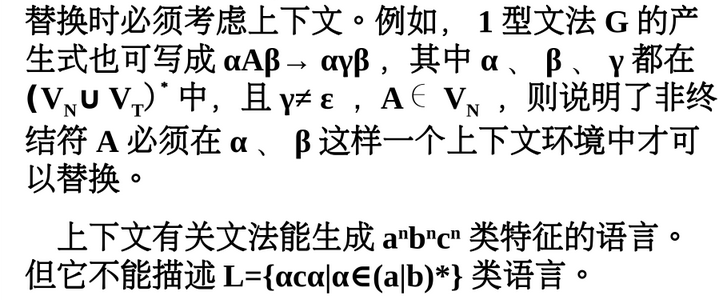 替换时必须考虑上下文。例如, 1 型文法 G 的产
生式也可写成 αAβ→ αγβ ,其中 α 、 β 、 γ 都在
(V_N∪ V_T)* 中,且 γ≠ ε ,A∈ V_N ,则说明了非终
结符 A 必须在 α 、 β 这样一个上下文环境中才可
以替换。
上下文有关文法能生成 aⁿbⁿcⁿ 类特征的语言。
但它不能描述 L={αcα|α∈(a|b)*} 类语言。